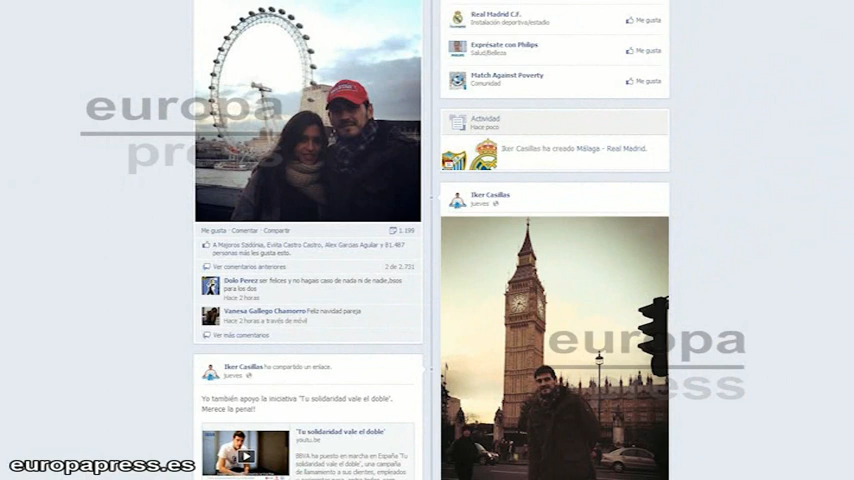 Me gusta · Comentar · Compartir
1.199
A Mejoros Szidónia, Eviña Castro Castro, Alex Garzias Aguilar y 81.487
personas más les gusta esto.
Ver comentarios anteriores
2 de 2.731
Dolo Perez ser felices y no hagais caso de nada ni de nadie,bsos
para los dos
Hace 2 horas
Vanesa Gallego Chamorro Feliz navidad pareja
Hace 2 horas a través de móvil
Ver más comentarios
Iker Casillas ha compartido un enlace.
jueves
Yo también apoyo la iniciativa 'Tu solidaridad vale el doble'.
Merece la pena!!
'Tu solidaridad vale el doble'
youtu.be
BBVA ha puesto en marcha en España 'Tu
solidaridad vale el doble', una campaña
de llamamiento a sus clientes, empleados
Real Madrid C.F.
Instalación deportiva/estadio
Me gusta
Exprésate con Philips
Salud/Belleza
Me gusta
Match Against Poverty
Comunidad
Me gusta
Actividad
Hace poco
Iker Casillas ha creado Málaga - Real Madrid.
Iker Casillas
jueves
europa
press
europa
press
europapress.es